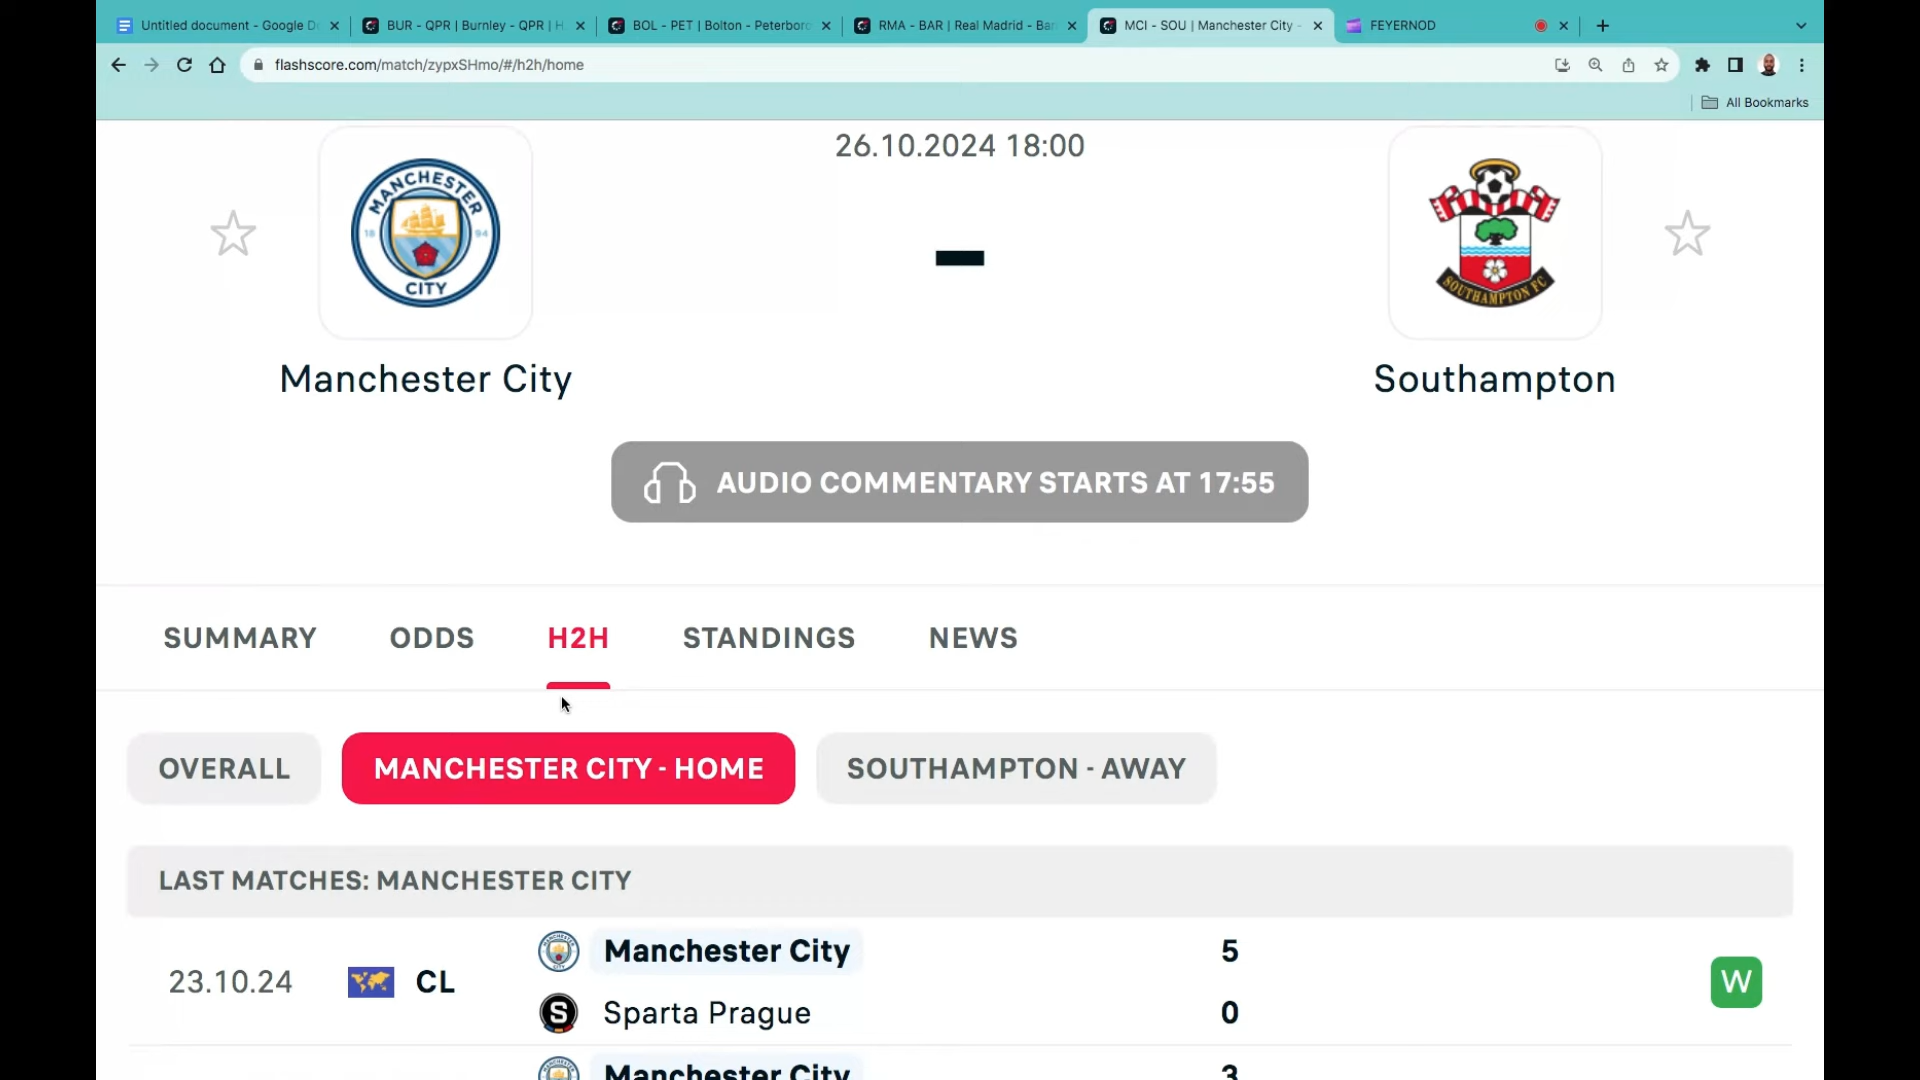 Untitled document - Google D
BUR - QPR | Burnley - QPR | H
BOL - PET | Bolton - Peterboro
RMA - BAR | Real Madrid - Bar
MCI - SOU | Manchester City -
FEYERNOD
flashscore.com/match/zypxSHmo/#/h2h/home
All Bookmarks
26.10.2024 18:00
MANCHESTER
18 94
CITY
SOUTHAMPTON FC
Manchester City
Southampton
AUDIO COMMENTARY STARTS AT 17:55
SUMMARY
ODDS
H2H
STANDINGS
NEWS
OVERALL
MANCHESTER CITY - HOME
SOUTHAMPTON - AWAY
LAST MATCHES: MANCHESTER CITY
23.10.24
CL
Manchester City
5
S
Sparta Prague
0
W
Manchester City
3